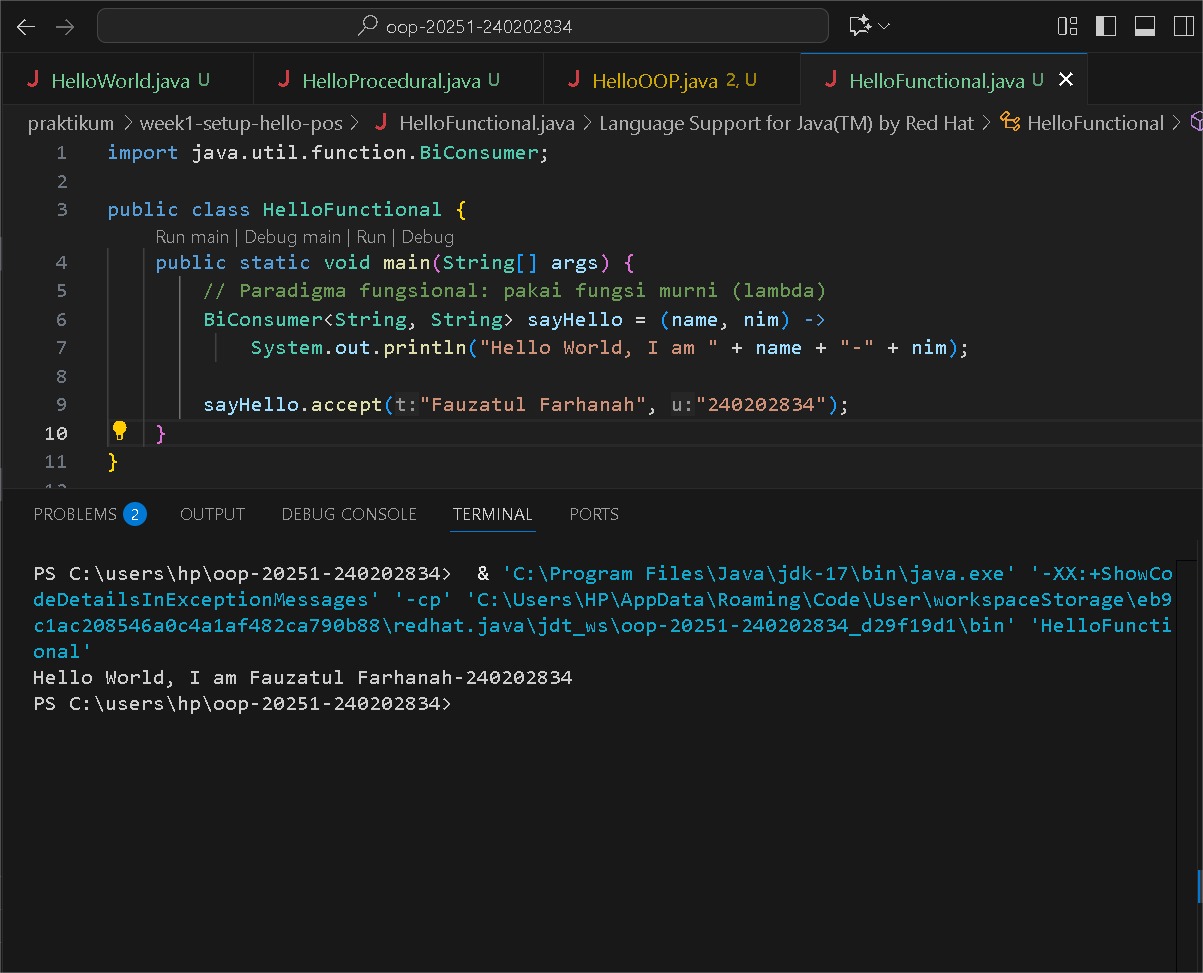 oop-20251-240202834
HelloWorld.java U HelloProcedural.java U HelloOOP.java 2, U HelloFunctional.java U
praktikum > week1-setup-hello-pos > HelloFunctional.java > Language Support for Java(TM) by Red Hat > HelloFunctional >
1 import java.util.function.BiConsumer;
2
3 public class HelloFunctional {
Run main | Debug main | Run | Debug
4 public static void main(String[] args) {
5 // Paradigma fungsional: pakai fungsi murni (lambda)
6 BiConsumer<String, String> sayHello = (name, nim) ->
7 System.out.println("Hello World, I am " + name + "-" + nim);
8
9 sayHello.accept(t:"Fauzatul Farhanah", u:"240202834");
10 }
11 }
PROBLEMS 2 OUTPUT DEBUG CONSOLE TERMINAL PORTS
PS C:\users\hp\oop-20251-240202834> & 'C:\Program Files\Java\jdk-17\bin\java.exe' '-XX:+ShowCo
deDetailsInExceptionMessages' '-cp' 'C:\Users\HP\AppData\Roaming\Code\User\workspaceStorage\eb9
c1ac208546a0c4a1af482ca790b88\redhat.java\jdt_ws\oop-20251-240202834_d29f19d1\bin' 'HelloFuncti
onal'
Hello World, I am Fauzatul Farhanah-240202834
PS C:\users\hp\oop-20251-240202834>